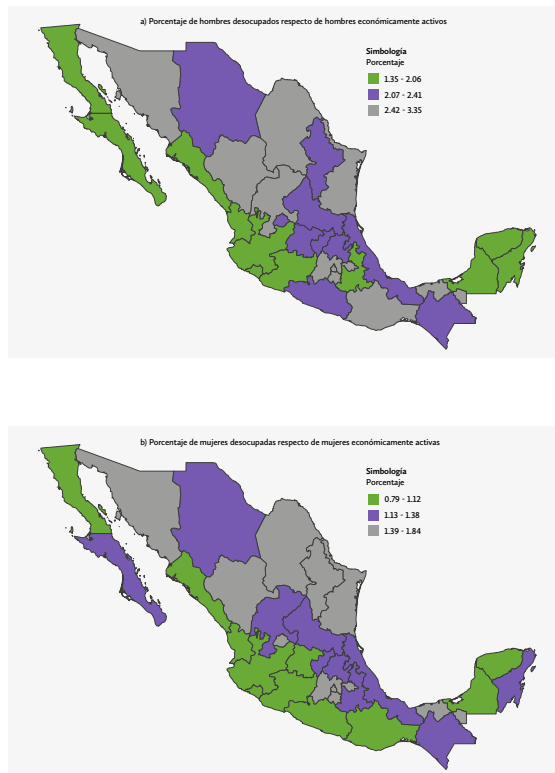 a) Porcentaje de hombres desocupados respecto de hombres económicamente activos
Simbología
Porcentaje
1.35 - 2.06
2.07 - 2.41
2.42 - 3.35
b) Porcentaje de mujeres desocupadas respecto de mujeres económicamente activas
Simbología
Porcentaje
0.79 - 1.12
1.13 - 1.38
1.39 - 1.84